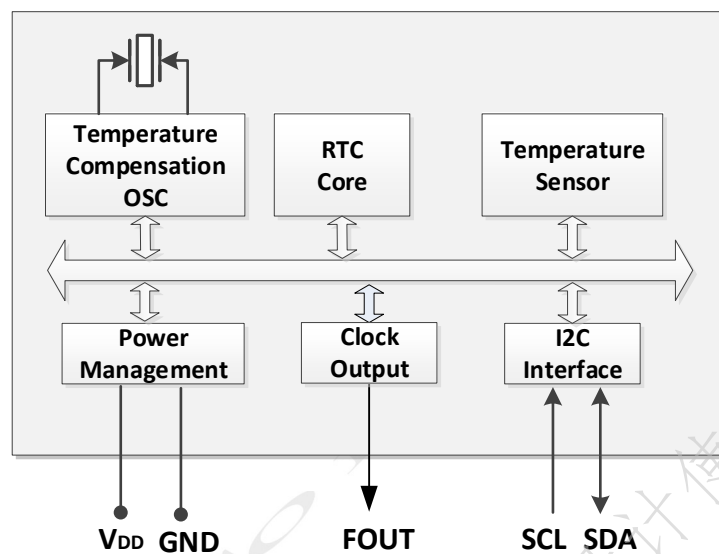 Temperature
Compensation
OSC
RTC
Core
Temperature
Sensor
Power
Management
Clock
Output
I2C
Interface
VDD
GND
FOUT
SCL
SDA